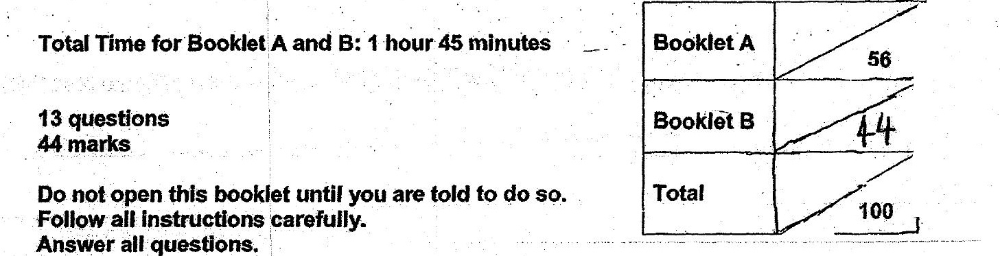 Total Time for Booklet A and B: 1 hour 45 minutes
13 questions
44 marks
Do not open this booklet until you are told to do so.
Follow all instructions carefully.
Answer all questions.
Booklet A
56
Booklet B
44
Total
100